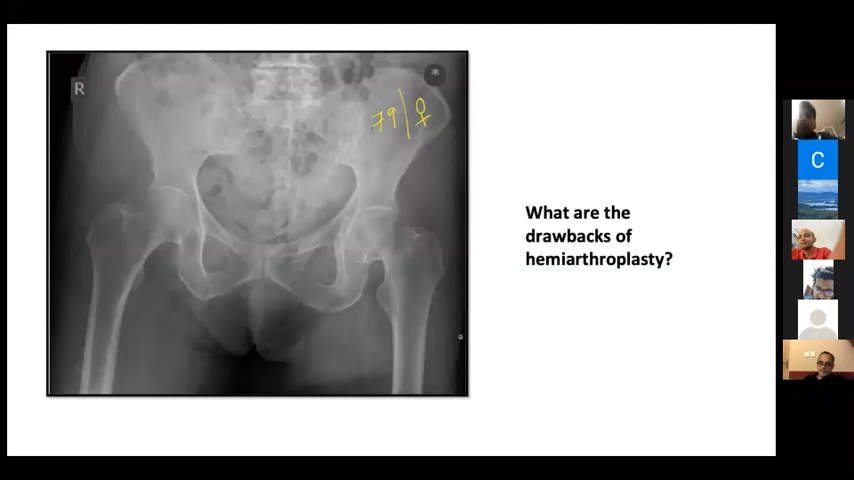 R
79/♀
What are the
drawbacks of
hemiarthroplasty?
C